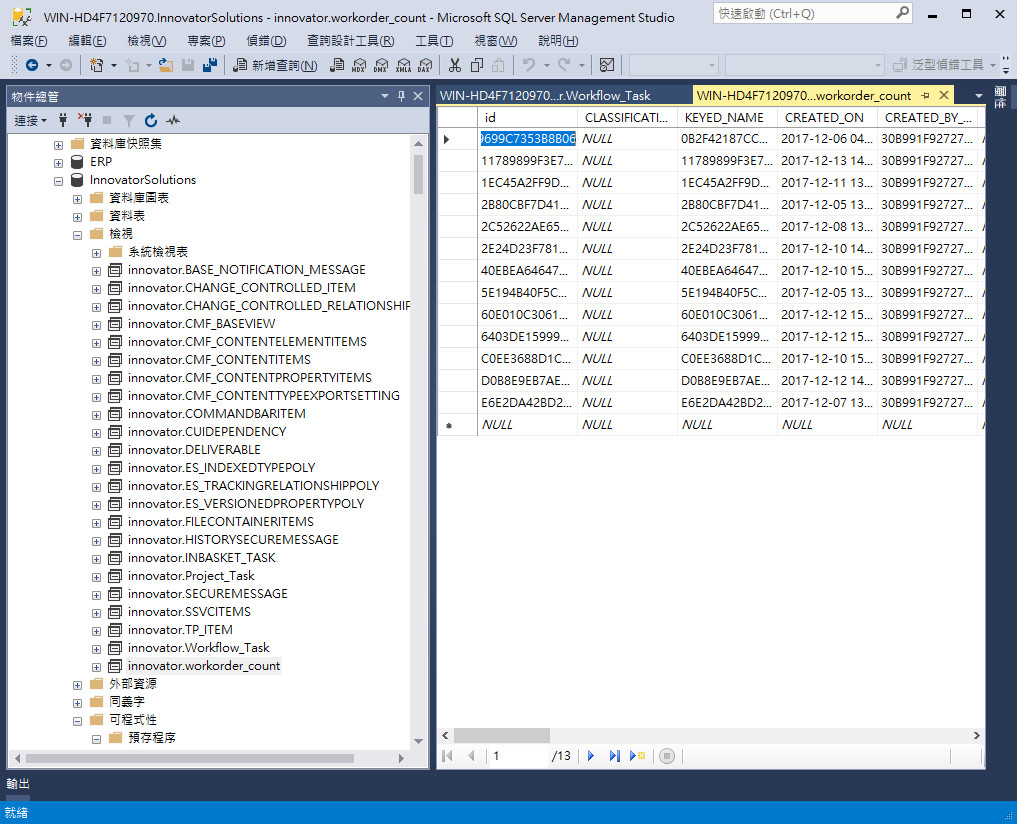 WIN-HD4F7120970.InnovatorSolutions - innovator.workorder_count - Microsoft SQL Server Management Studio
快速啟動 (Ctrl+Q)
檔案(F) 編輯(E) 檢視(V) 專案(P) 偵錯(D) 查詢設計工具(R) 工具(T) 視窗(W) 說明(H)
新增查詢(N) MDX DMX XMLA DAX 泛型偵錯工具
物件總管
連接
資料庫快照集
ERP
InnovatorSolutions
資料庫圖表
資料表
檢視
系統檢視表
innovator.BASE_NOTIFICATION_MESSAGE
innovator.CHANGE_CONTROLLED_ITEM
innovator.CHANGE_CONTROLLED_RELATIONSHIP
innovator.CMF_BASEVIEW
innovator.CMF_CONTENTELEMENTITEMS
innovator.CMF_CONTENTITEMS
innovator.CMF_CONTENTPROPERTYITEMS
innovator.CMF_CONTENTTYPEEXPORTSETTING
innovator.COMMANDBARITEM
innovator.CUIDEPENDENCY
innovator.DELIVERABLE
innovator.ES_INDEXEDTYPEPOLY
innovator.ES_TRACKINGRELATIONSHIPPOLY
innovator.ES_VERSIONEDPROPERTYPOLY
innovator.FILECONTAINERITEMS
innovator.HISTORYSECUREMESSAGE
innovator.INBASKET_TASK
innovator.Project_Task
innovator.SECUREMESSAGE
innovator.SSVCITEMS
innovator.TP_ITEM
innovator.Workflow_Task
innovator.workorder_count
外部資源
同義字
可程式性
預存程序
WIN-HD4F7120970...r.Workflow_Task WIN-HD4F7120970...workorder_count
id CLASSIFICATI... KEYED_NAME CREATED_ON CREATED_BY_...
9699C7353B8B06 NULL 0B2F42187CC... 2017-12-06 04... 30B991F92727...
11789899F3E7... NULL 11789899F3E7... 2017-12-13 14... 30B991F92727...
1EC45A2FF9D... NULL 1EC45A2FF9D... 2017-12-11 13... 30B991F92727...
2B80CBF7D41... NULL 2B80CBF7D41... 2017-12-05 13... 30B991F92727...
2C52622AE65... NULL 2C52622AE65... 2017-12-08 13... 30B991F92727...
2E24D23F781... NULL 2E24D23F781... 2017-12-10 14... 30B991F92727...
40EBEA64647... NULL 40EBEA64647... 2017-12-10 15... 30B991F92727...
5E194B40F5C... NULL 5E194B40F5C... 2017-12-05 13... 30B991F92727...
60E010C3061... NULL 60E010C3061... 2017-12-12 15... 30B991F92727...
6403DE15999... NULL 6403DE15999... 2017-12-12 15... 30B991F92727...
C0EE3688D1C... NULL C0EE3688D1C... 2017-12-10 15... 30B991F92727...
D0B8E9EB7AE... NULL D0B8E9EB7AE... 2017-12-12 14... 30B991F92727...
E6E2DA42BD2... NULL E6E2DA42BD2... 2017-12-07 13... 30B991F92727...
NULL NULL NULL NULL NULL
1 /13
輸出
就緒